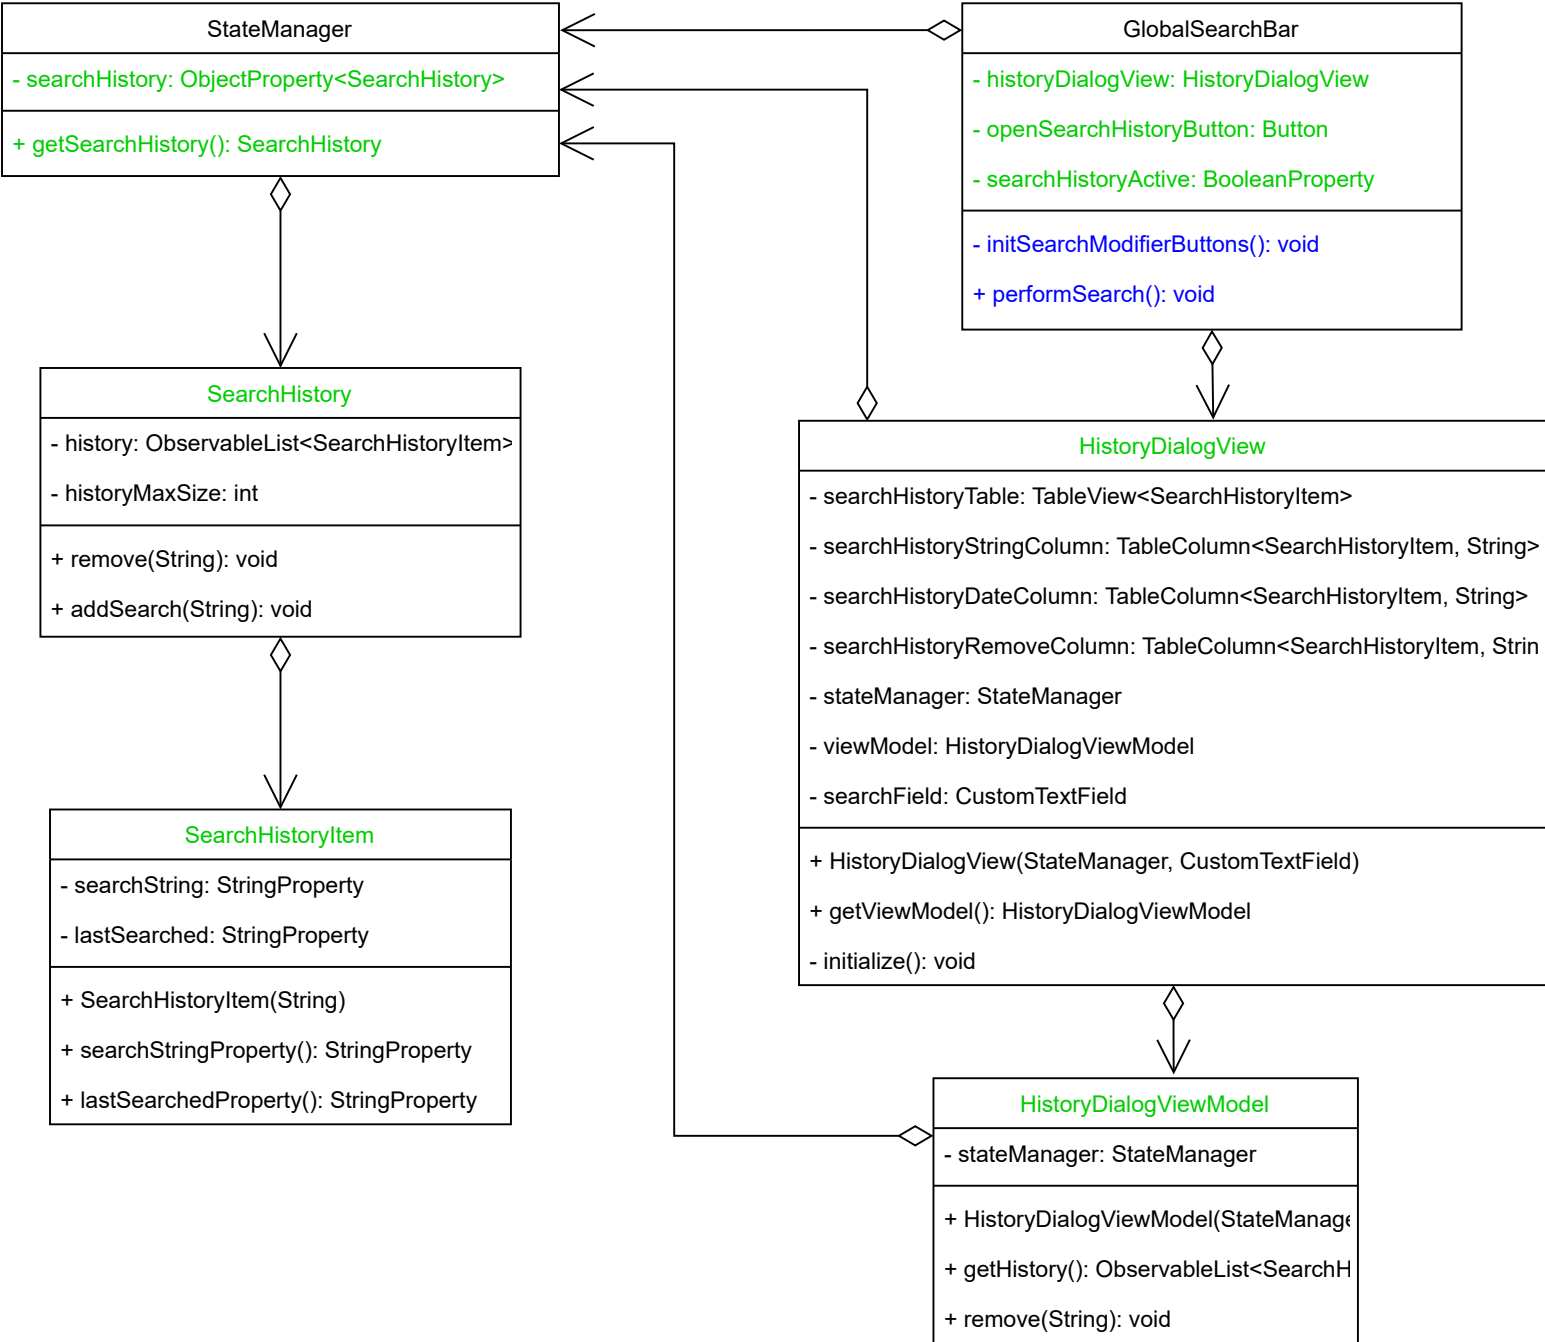 StateManager
- searchHistory: ObjectProperty<SearchHistory>
+ getSearchHistory(): SearchHistory
GlobalSearchBar
- historyDialogView: HistoryDialogView
- openSearchHistoryButton: Button
- searchHistoryActive: BooleanProperty
- initSearchModifierButtons(): void
+ performSearch(): void
SearchHistory
- history: ObservableList<SearchHistoryItem>
- historyMaxSize: int
+ remove(String): void
+ addSearch(String): void
HistoryDialogView
- searchHistoryTable: TableView<SearchHistoryItem>
- searchHistoryStringColumn: TableColumn<SearchHistoryItem, String>
- searchHistoryDateColumn: TableColumn<SearchHistoryItem, String>
- searchHistoryRemoveColumn: TableColumn<SearchHistoryItem, Strin
- stateManager: StateManager
- viewModel: HistoryDialogViewModel
- searchField: CustomTextField
+ HistoryDialogView(StateManager, CustomTextField)
+ getViewModel(): HistoryDialogViewModel
- initialize(): void
SearchHistoryItem
- searchString: StringProperty
- lastSearched: StringProperty
+ SearchHistoryItem(String)
+ searchStringProperty(): StringProperty
+ lastSearchedProperty(): StringProperty
HistoryDialogViewModel
- stateManager: StateManager
+ HistoryDialogViewModel(StateManage
+ getHistory(): ObservableList<SearchH
+ remove(String): void